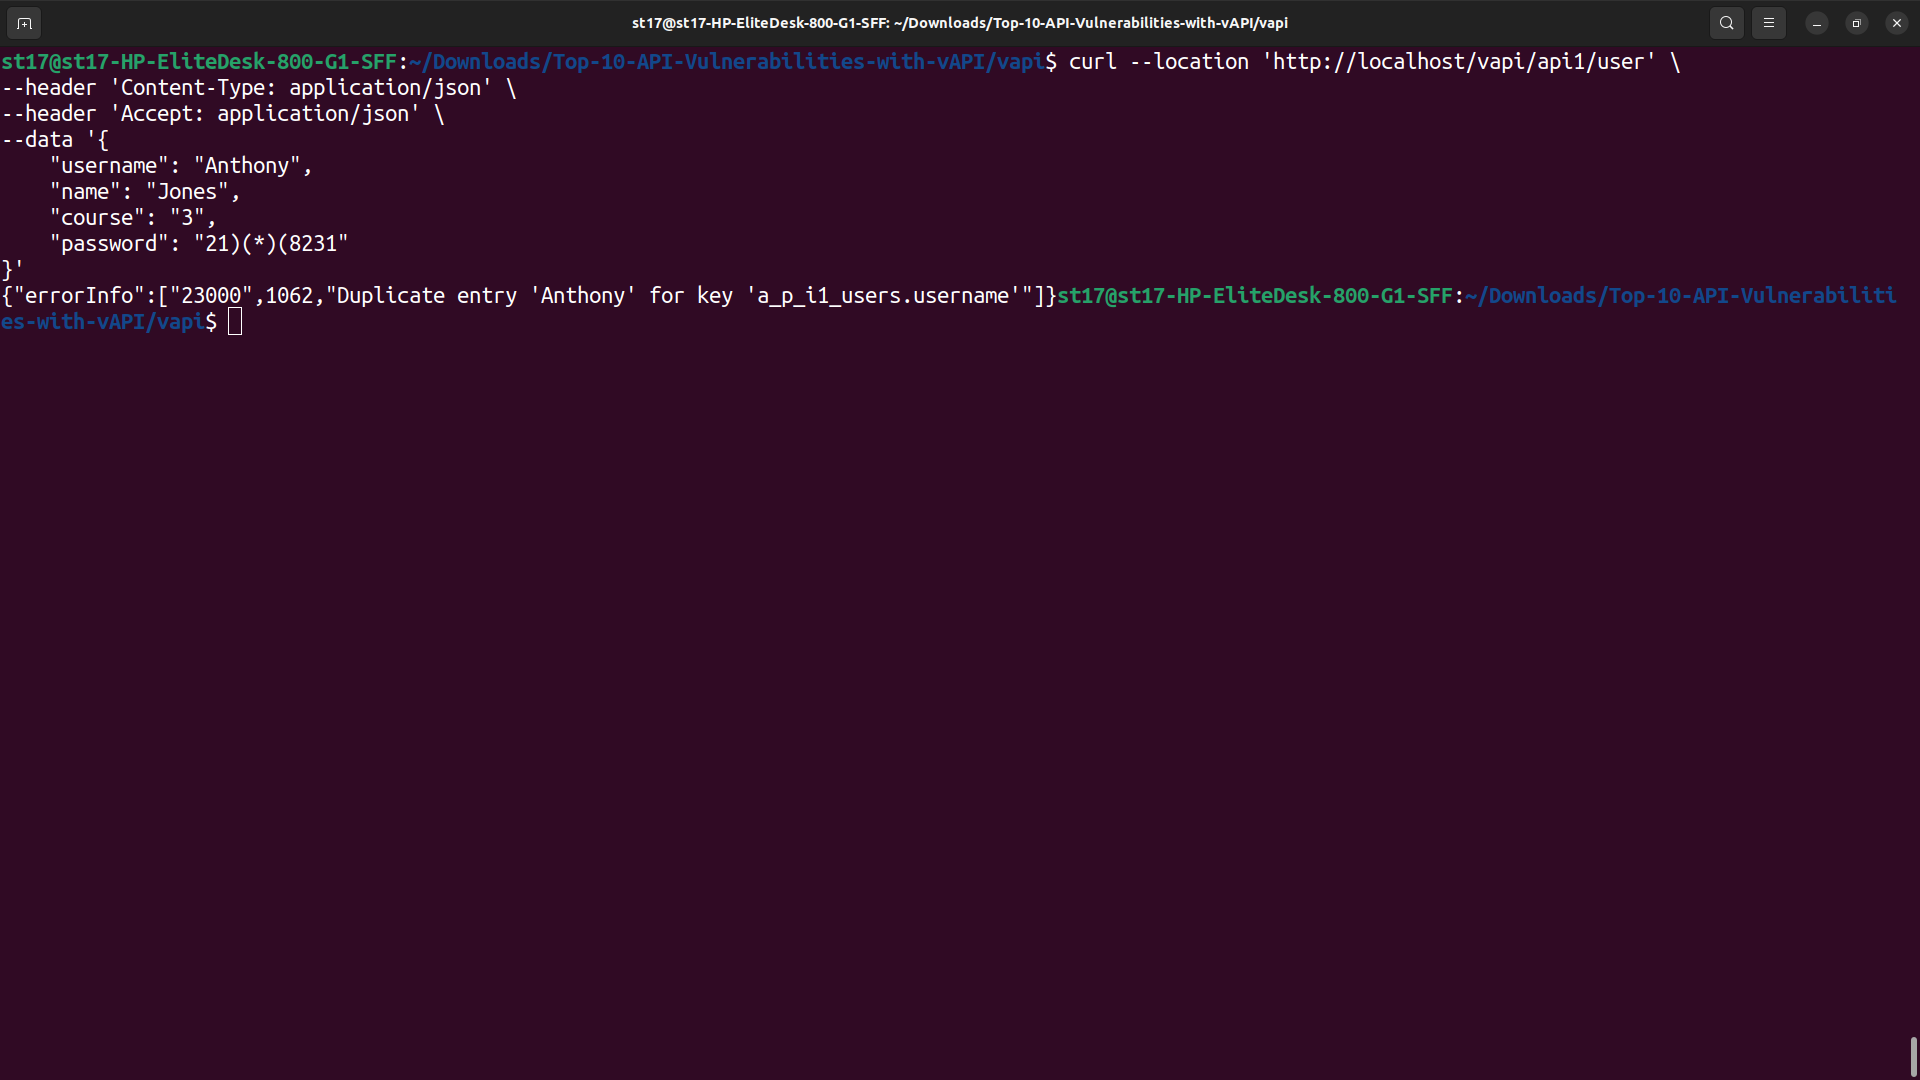 st17@st17-HP-EliteDesk-800-G1-SFF: ~/Downloads/Top-10-API-Vulnerabilities-with-vAPI/vapi
st17@st17-HP-EliteDesk-800-G1-SFF:~/Downloads/Top-10-API-Vulnerabilities-with-vAPI/vapi$ curl --location 'http://localhost/vapi/api1/user' \
--header 'Content-Type: application/json' \
--header 'Accept: application/json' \
--data '{
    "username": "Anthony",
    "name": "Jones",
    "course": "3",
    "password": "21)(*)(8231"
}'
{"errorInfo":["23000",1062,"Duplicate entry 'Anthony' for key 'a_p_i1_users.username'"]}st17@st17-HP-EliteDesk-800-G1-SFF:~/Downloads/Top-10-API-Vulnerabiliti
es-with-vAPI/vapi$